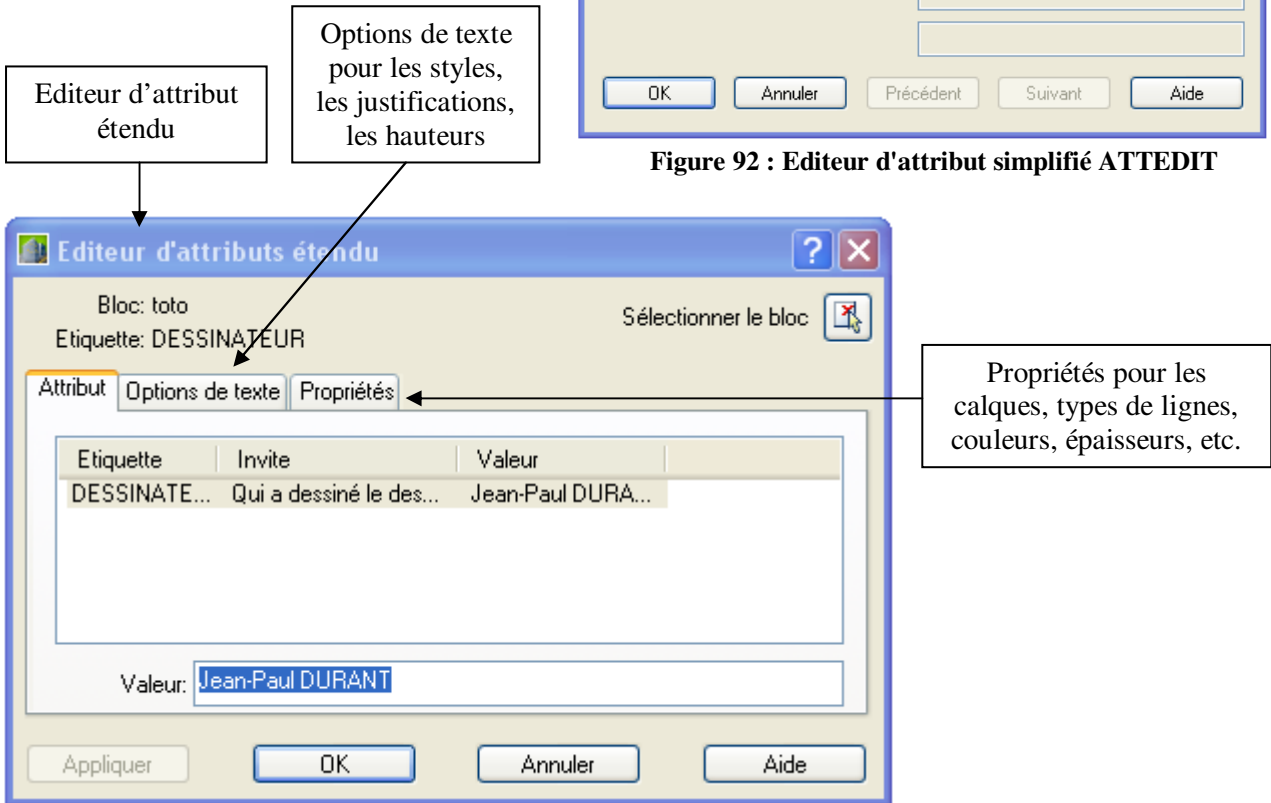 Options de texte
pour les styles,
les justifications,
les hauteurs
Editeur d’attribut
étendu
OK Annuler Précédent Suivant Aide
Figure 92 : Editeur d'attribut simplifié ATTEDIT
Editeur d'attributs étendu
Bloc: toto
Etiquette: DESSINATEUR
Sélectionner le bloc
Attribut Options de texte Propriétés
Propriétés pour les
calques, types de lignes,
couleurs, épaisseurs, etc.
Etiquette Invite Valeur
DESSINATE... Qui a dessiné le des... Jean-Paul DURA...
Valeur: Jean-Paul DURANT
Appliquer OK Annuler Aide